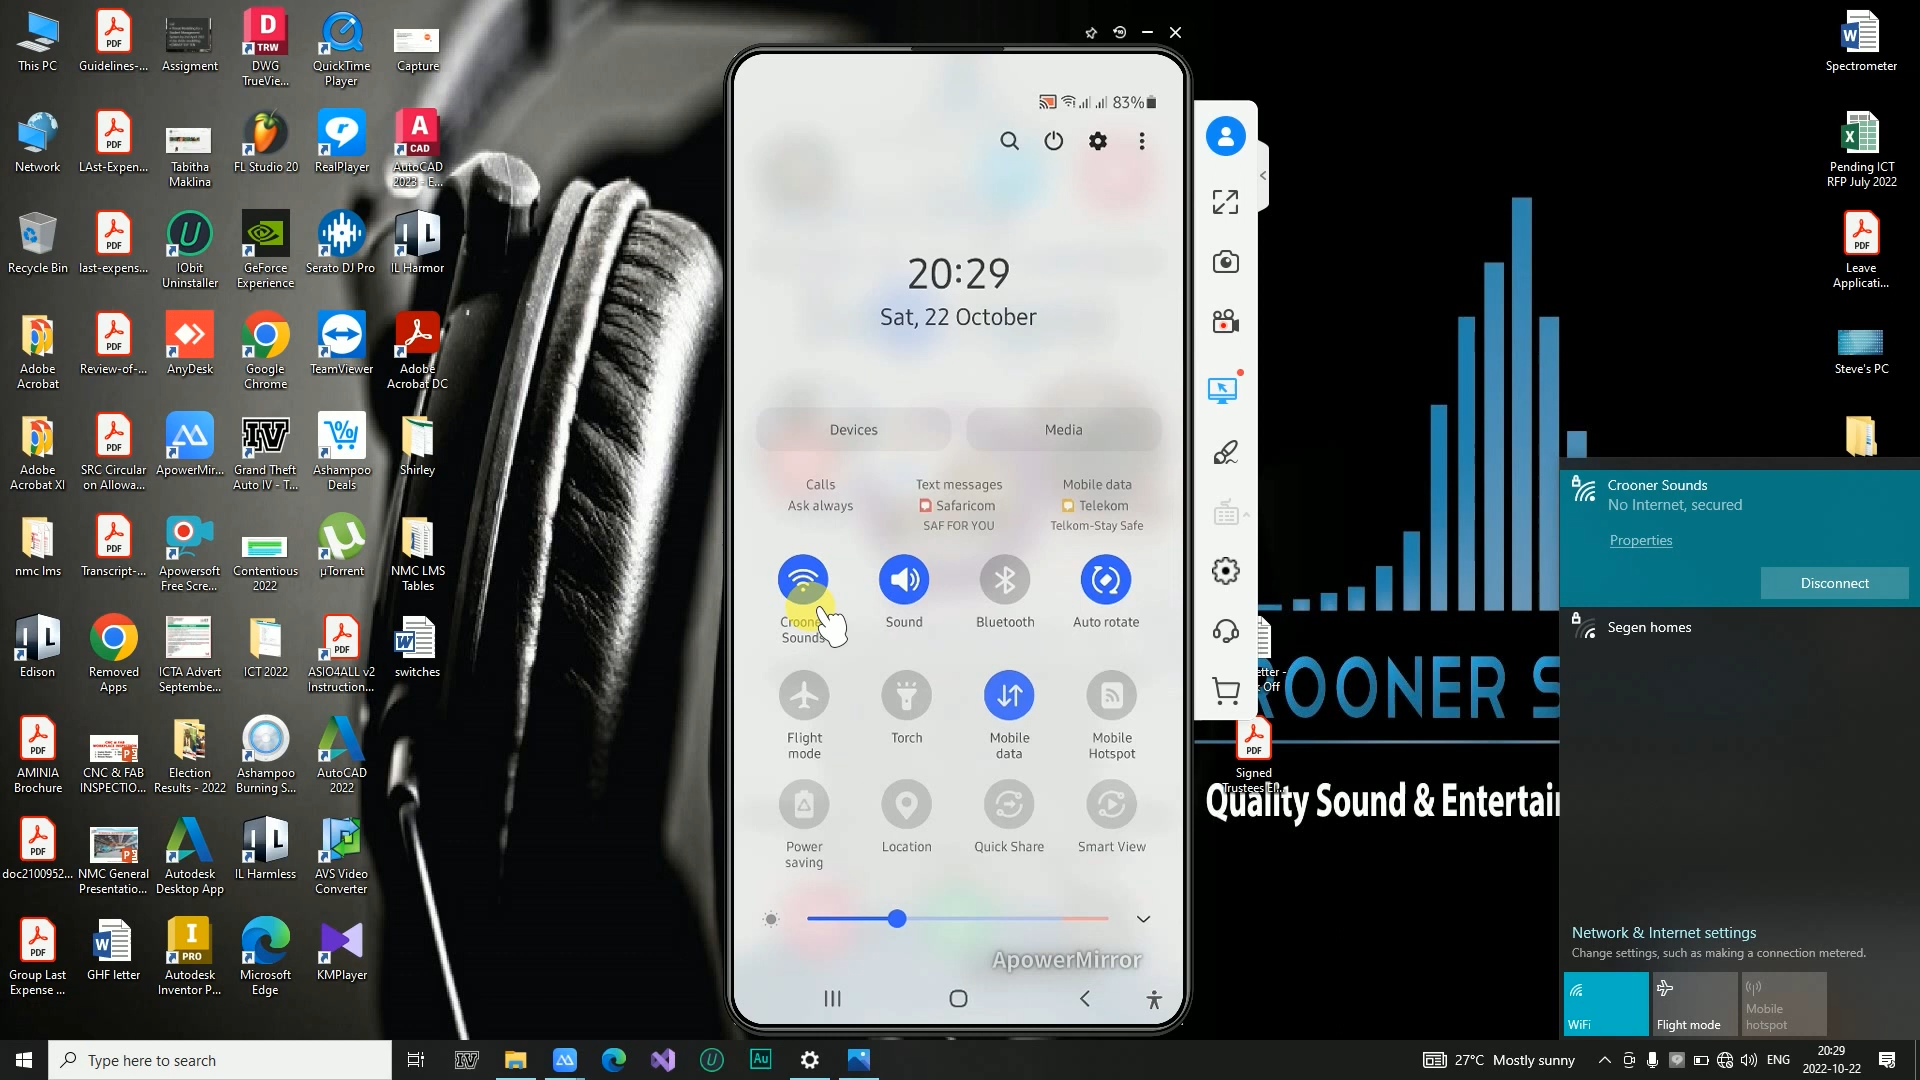 This PC
Guidelines-...
Assigment
DWG
TrueVie...
QuickTime
Player
Capture
Network
LAst-Expen...
Tabitha
Maklina
FL Studio 20
RealPlayer
AutoCAD
2023 - E...
Recycle Bin
last-expens...
IObit
Uninstaller
GeForce
Experience
Serato DJ Pro
IL Harmor
Adobe
Acrobat
Review-of-...
AnyDesk
Google
Chrome
TeamViewer
Adobe
Acrobat DC
Adobe
Acrobat XI
SRC Circular
on Allowa...
ApowerMir...
Grand Theft
Auto IV - T...
Ashampoo
Deals
Shirley
nmc lms
Transcript-...
Apowersoft
Free Scre...
Contentious
2022
µTorrent
NMC LMS
Tables
Edison
Removed
Apps
ICTA Advert
Septembe...
ICT 2022
ASIO4ALL v2
Instruction...
switches
AMINIA
Brochure
CNC & FAB
INSPECTIO...
Election
Results - 2022
Ashampoo
Burning S...
AutoCAD
2022
doc2100952...
NMC General
Presentatio...
Autodesk
Desktop App
IL Harmless
AVS Video
Converter
Group Last
Expense ...
GHF letter
Autodesk
Inventor P...
Microsoft
Edge
KMPlayer
83%
20:29
Sat, 22 October
Devices
Media
Calls
Ask always
Text messages
Safaricom
SAF FOR YOU
Mobile data
Telekom
Telkom-Stay Safe
Crooner
Sounds
Sound
Bluetooth
Auto rotate
Flight
mode
Torch
Mobile
data
Mobile
Hotspot
Power
saving
Location
Quick Share
Smart View
ApowerMirror
Spectrometer
Pending ICT
RFP July 2022
Leave
Applicati...
Steve's PC
etter -
Off
Signed
Trustees El...
ROONER S
Quality Sound & Entertain
Crooner Sounds
No Internet, secured
Properties
Disconnect
Segen homes
Network & Internet settings
Change settings, such as making a connection metered.
WiFi
Flight mode
Mobile
hotspot
Type here to search
27°C Mostly sunny
ENG
20:29
2022-10-22